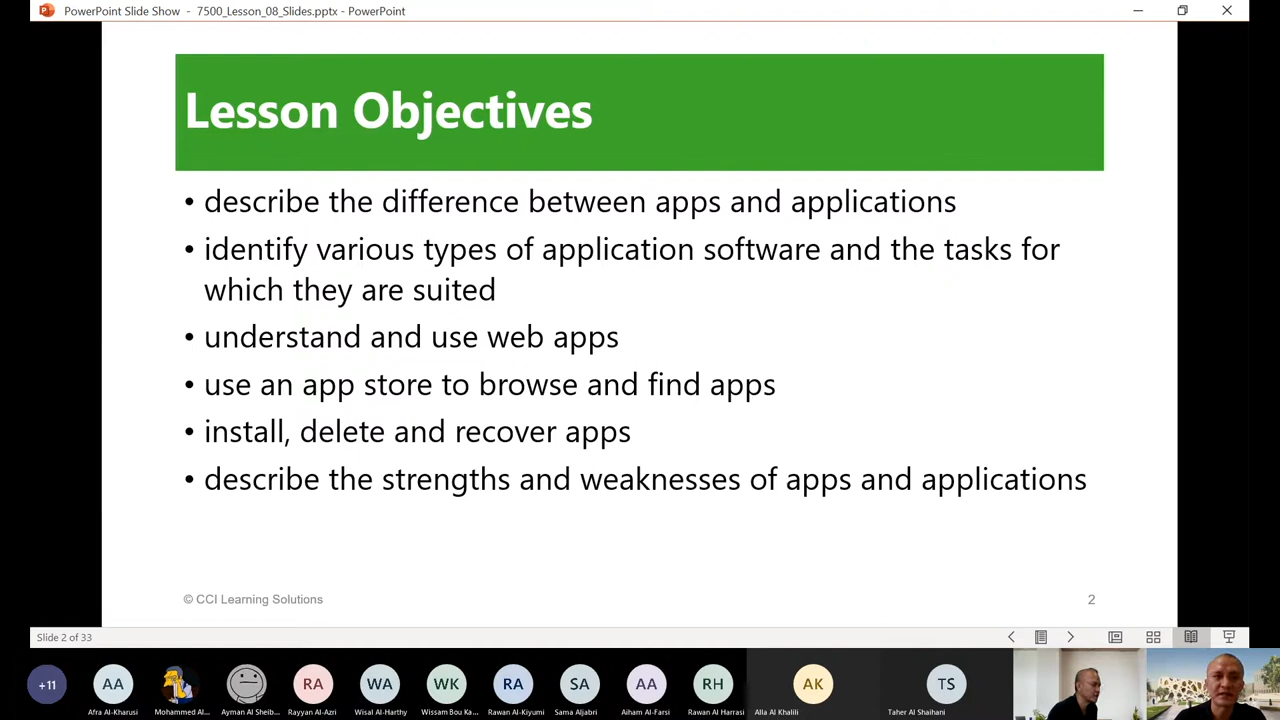 PowerPoint Slide Show - 7500_Lesson_08_Slides.pptx - PowerPoint
Lesson Objectives
• describe the difference between apps and applications
• identify various types of application software and the tasks for
which they are suited
• understand and use web apps
• use an app store to browse and find apps
• install, delete and recover apps
• describe the strengths and weaknesses of apps and applications
© CCI Learning Solutions
2
Slide 2 of 33
+11
AA
RA
WA
WK
RA
SA
AA
RH
AK
TS
Afra Al-Kharusi
Mohammed Al...
Ayman Al Sheib...
Rayyan Al-Azri
Wisal Al-Harthy
Wissam Bou Ka...
Rawan Al-Kiyumi
Sama Aljabri
Aiham Al-Farsi
Rawan Al Harrasi
Alla Al Khalili
Taher Al Shaihani